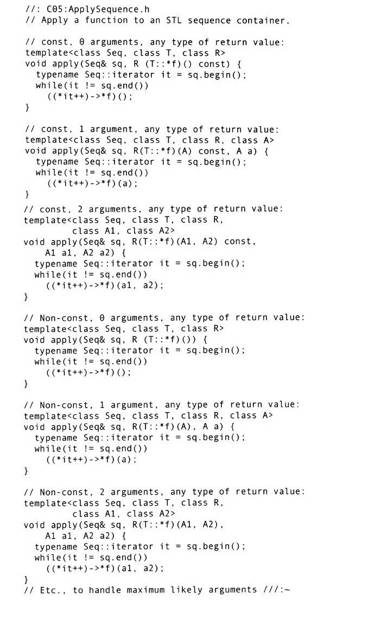 //: C05:ApplySequence.h
// Apply a function to an STL sequence container.
// const, 0 arguments, any type of return value:
template<class Seq, class T, class R>
void apply(Seq& sq, R (T::*f)() const) {
  typename Seq::iterator it = sq.begin();
  while(it != sq.end())
    ((*it++)->*f)();
}
// const, 1 argument, any type of return value:
template<class Seq, class T, class R, class A>
void apply(Seq& sq, R(T::*f)(A) const, A a) {
  typename Seq::iterator it = sq.begin();
  while(it != sq.end())
    ((*it++)->*f)(a);
}
// const, 2 arguments, any type of return value:
template<class Seq, class T, class R,
         class A1, class A2>
void apply(Seq& sq, R(T::*f)(A1, A2) const,
    A1 a1, A2 a2) {
  typename Seq::iterator it = sq.begin();
  while(it != sq.end())
    ((*it++)->*f)(a1, a2);
}
// Non-const, 0 arguments, any type of return value:
template<class Seq, class T, class R>
void apply(Seq& sq, R (T::*f)()) {
  typename Seq::iterator it = sq.begin();
  while(it != sq.end())
    ((*it++)->*f)();
}
// Non-const, 1 argument, any type of return value:
template<class Seq, class T, class R, class A>
void apply(Seq& sq, R(T::*f)(A), A a) {
  typename Seq::iterator it = sq.begin();
  while(it != sq.end())
    ((*it++)->*f)(a);
}
// Non-const, 2 arguments, any type of return value:
template<class Seq, class T, class R,
         class A1, class A2>
void apply(Seq& sq, R(T::*f)(A1, A2),
    A1 a1, A2 a2) {
  typename Seq::iterator it = sq.begin();
  while(it != sq.end())
    ((*it++)->*f)(a1, a2);
}
// Etc., to handle maximum likely arguments ///:~